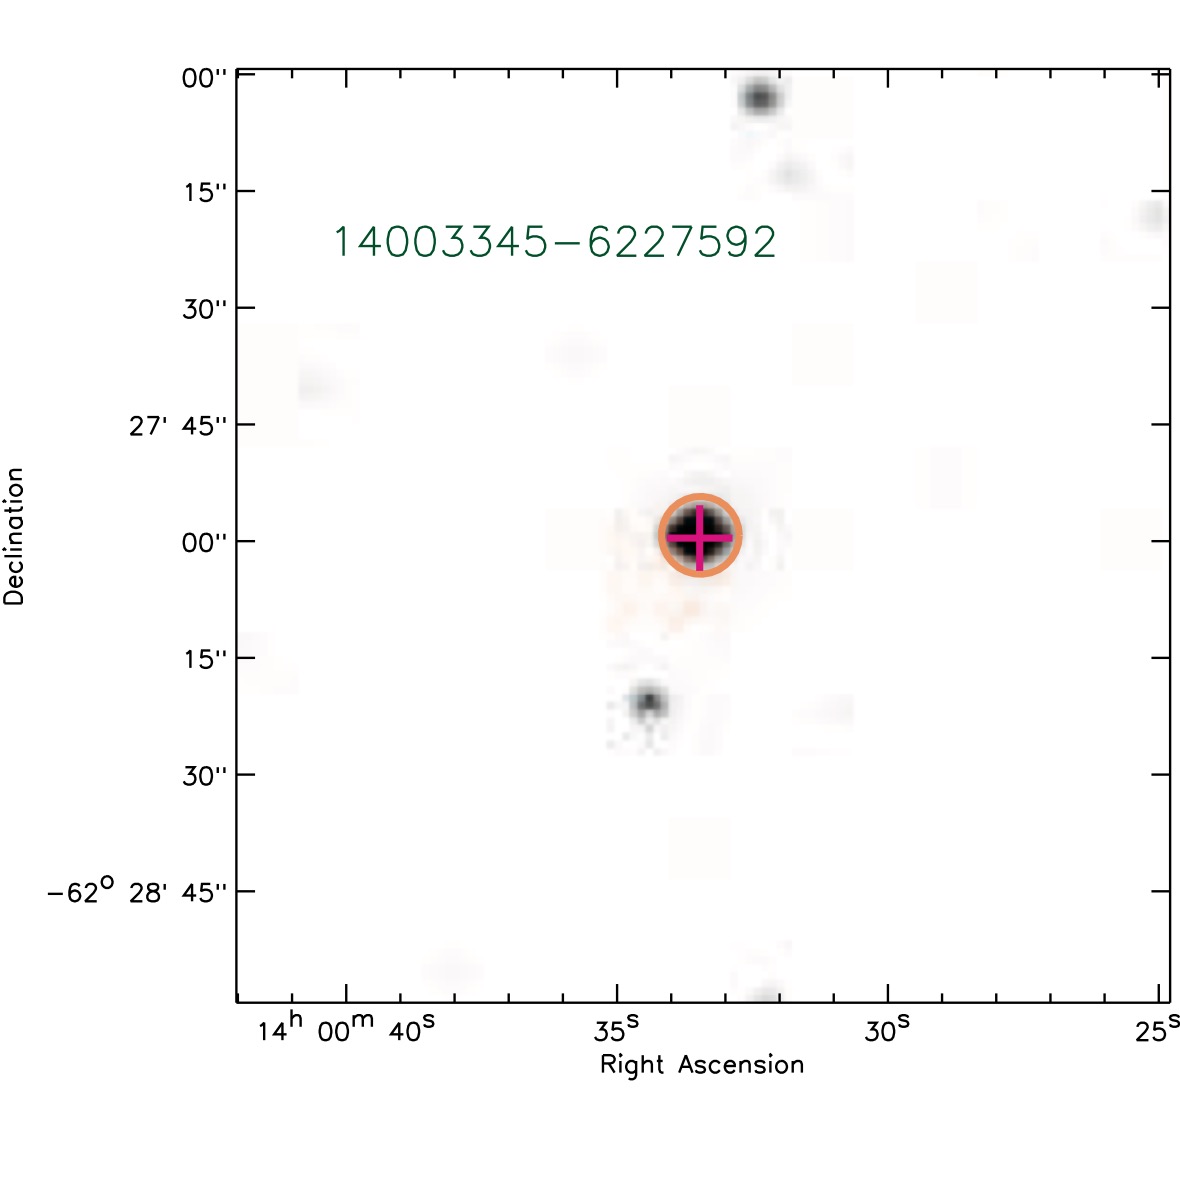 00"
15"
14003345-6227592
30"
27' 45"
00"
15"
30"
-62° 28' 45"
14ʰ 00ᵐ 40ˢ 35ˢ 30ˢ 25ˢ
Right Ascension
Declination